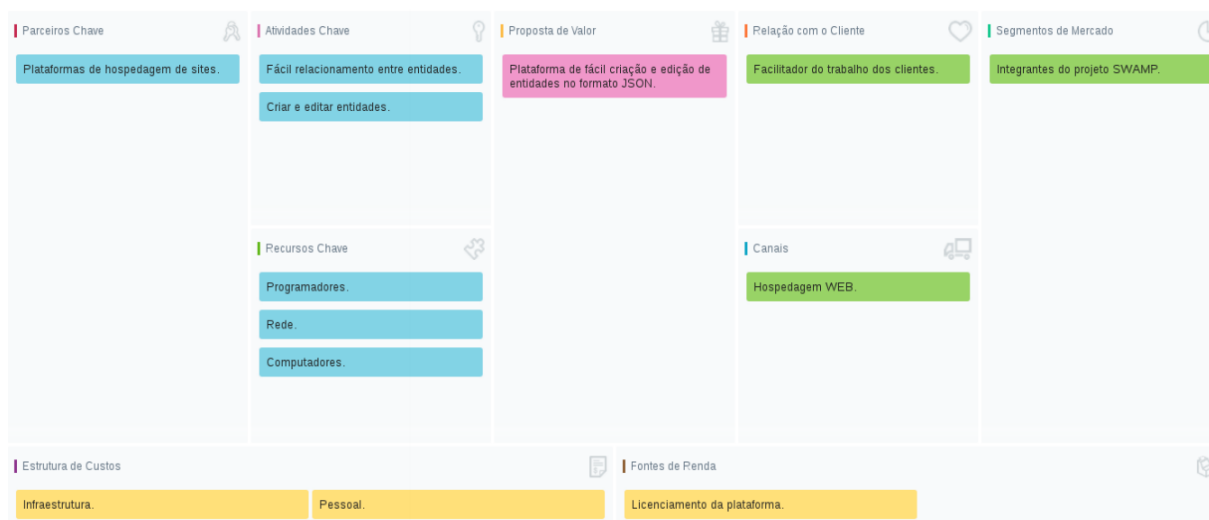 Parceiros Chave
Plataformas de hospedagem de sites.
Atividades Chave
Fácil relacionamento entre entidades.
Criar e editar entidades.
Recursos Chave
Programadores.
Rede.
Computadores.
Proposta de Valor
Plataforma de fácil criação e edição de
entidades no formato JSON.
Relação com o Cliente
Facilitador do trabalho dos clientes.
Canais
Hospedagem WEB.
Segmentos de Mercado
Integrantes do projeto SWAMP.
Estrutura de Custos
Infraestrutura.
Pessoal.
Fontes de Renda
Licenciamento da plataforma.